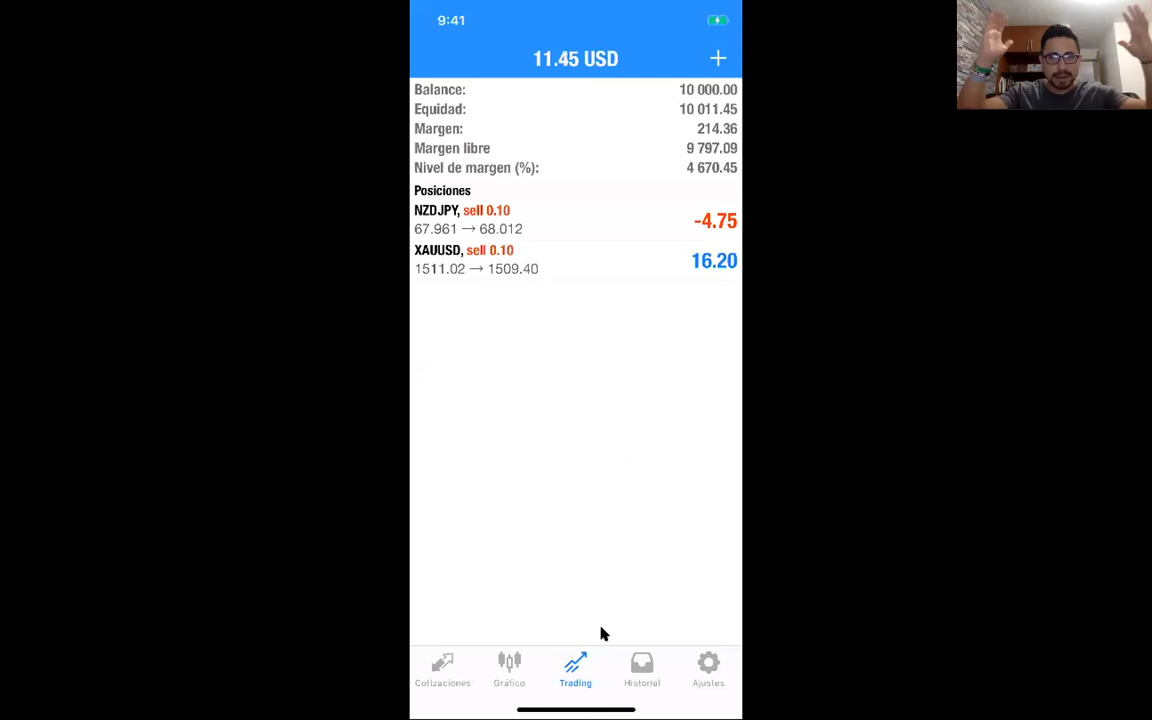 9:41
11.45 USD
Balance: 10 000.00
Equidad: 10 011.45
Margen: 214.36
Margen libre 9 797.09
Nivel de margen (%): 4 670.45
Posiciones
NZDJPY, sell 0.10
67.961 → 68.012 -4.75
XAUUSD, sell 0.10
1511.02 → 1509.40 16.20
Cotizaciones Gráfico Trading Historial Ajustes